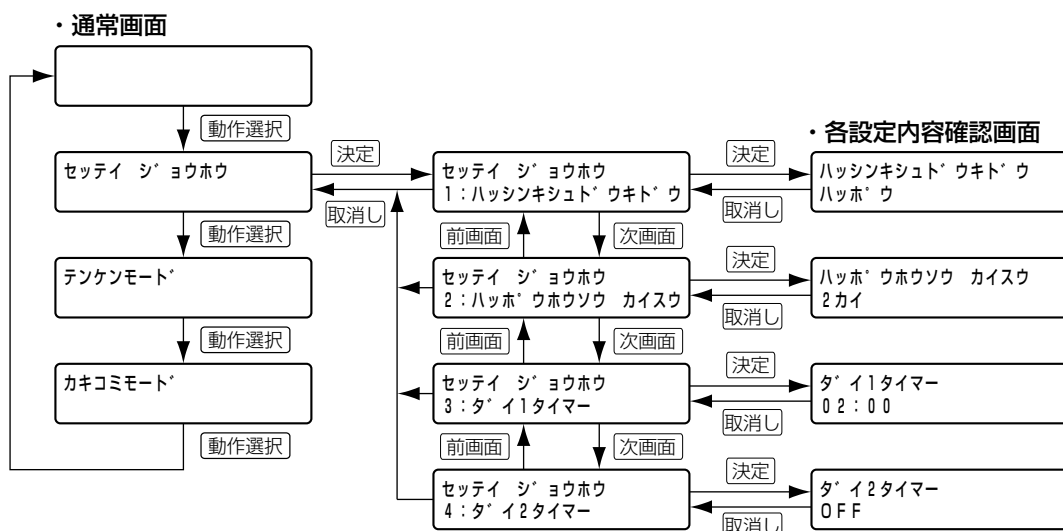 ・通常画面
動作選択
・各設定内容確認画面
セッテイ ジョウホウ
決定
取消し
セッテイ ジョウホウ
1:ハッシンキシュドウキドウ
決定
取消し
ハッシンキシュドウキドウ
ハッポウ
動作選択
前画面
次画面
テンケンモード
セッテイ ジョウホウ
2:ハッポウホウソウ カイスウ
決定
取消し
ハッポウホウソウ カイスウ
2カイ
動作選択
前画面
次画面
カキコミモード
セッテイ ジョウホウ
3:ダイ1タイマー
決定
取消し
ダイ1タイマー
02:00
動作選択
前画面
次画面
セッテイ ジョウホウ
4:ダイ2タイマー
決定
取消し
ダイ2タイマー
OFF